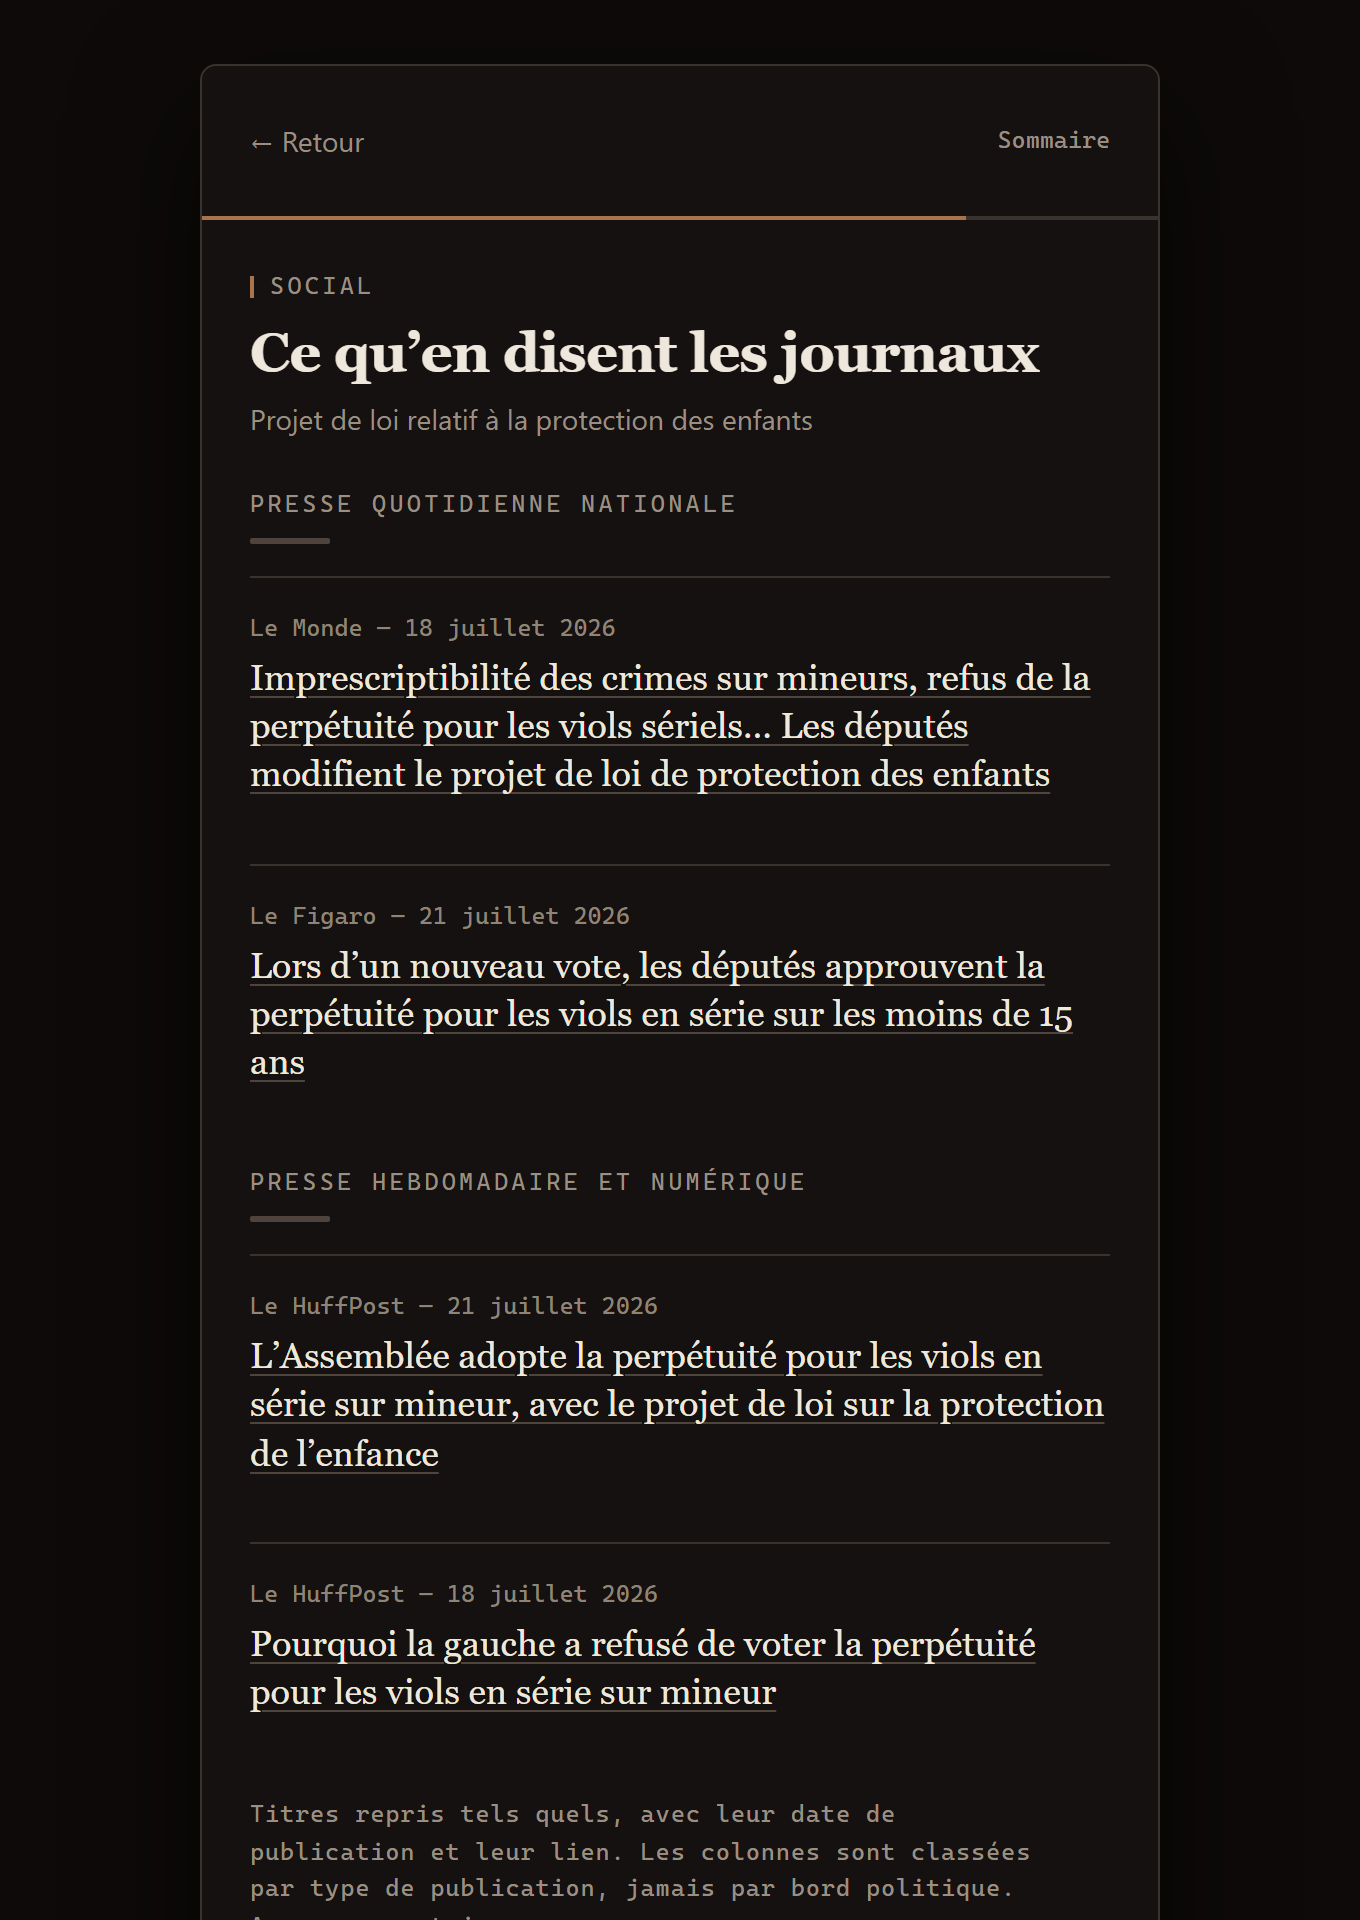 ← Retour
Sommaire
SOCIAL
Ce qu’en disent les journaux
Projet de loi relatif à la protection des enfants
PRESSE QUOTIDIENNE NATIONALE
Le Monde — 18 juillet 2026
Imprescriptibilité des crimes sur mineurs, refus de la
perpétuité pour les viols sériels… Les députés
modifient le projet de loi de protection des enfants
Le Figaro — 21 juillet 2026
Lors d’un nouveau vote, les députés approuvent la
perpétuité pour les viols en série sur les moins de 15
ans
PRESSE HEBDOMADAIRE ET NUMÉRIQUE
Le HuffPost — 21 juillet 2026
L’Assemblée adopte la perpétuité pour les viols en
série sur mineur, avec le projet de loi sur la protection
de l’enfance
Le HuffPost — 18 juillet 2026
Pourquoi la gauche a refusé de voter la perpétuité
pour les viols en série sur mineur
Titres repris tels quels, avec leur date de
publication et leur lien. Les colonnes sont classées
par type de publication, jamais par bord politique.